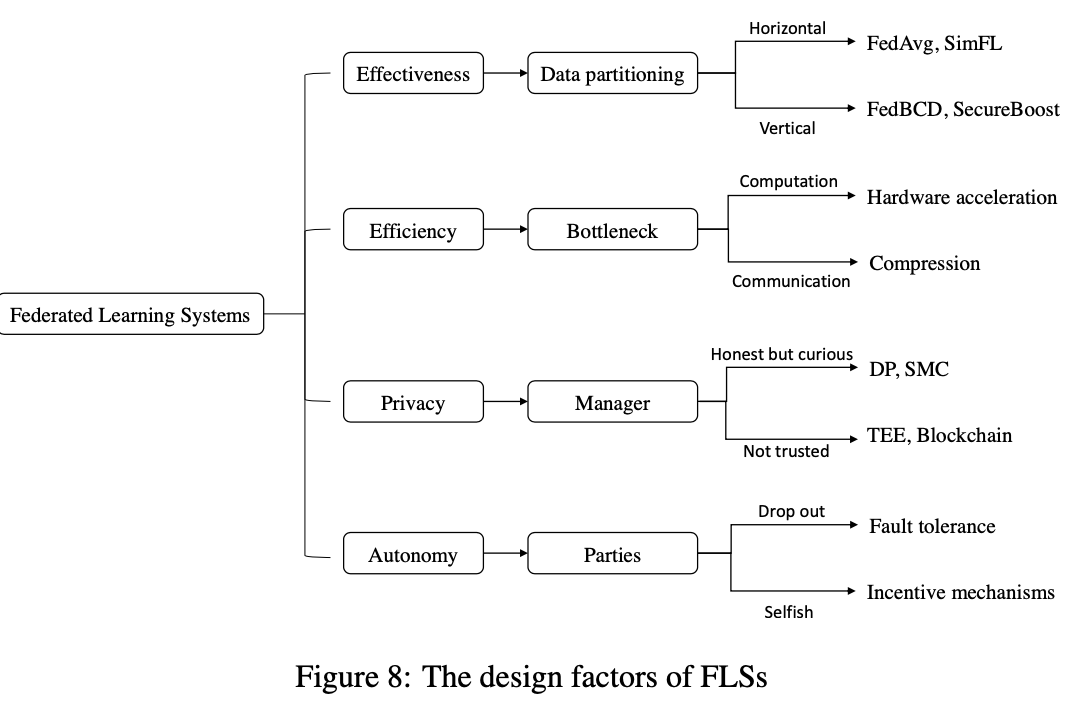 Horizontal
FedAvg, SimFL
Effectiveness
Data partitioning
FedBCD, SecureBoost
Vertical
Computation
Hardware acceleration
Efficiency
Bottleneck
Compression
Communication
Federated Learning Systems
Honest but curious
DP, SMC
Privacy
Manager
TEE, Blockchain
Not trusted
Drop out
Fault tolerance
Autonomy
Parties
Incentive mechanisms
Selfish
Figure 8: The design factors of FLSs